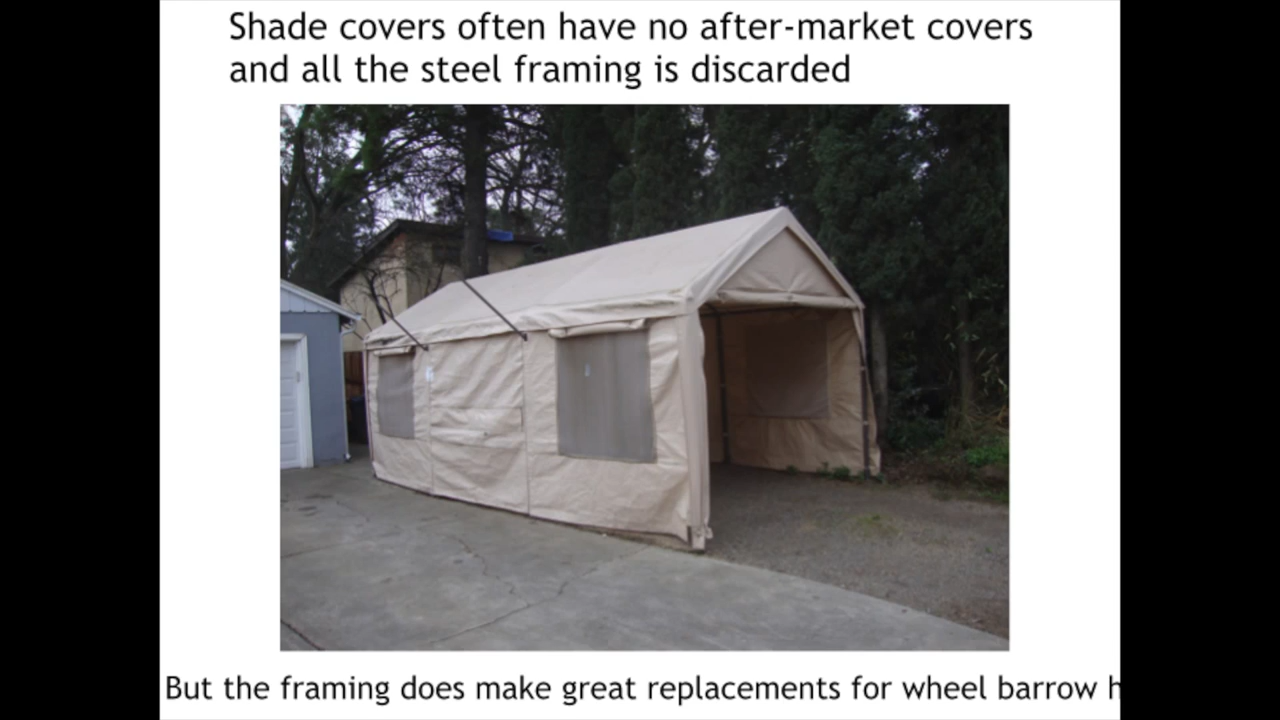 Shade covers often have no after-market covers
and all the steel framing is discarded
But the framing does make great replacements for wheel barrow h